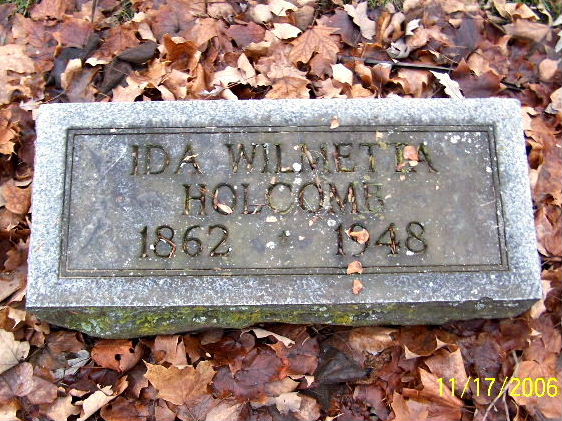 IDA WILMETTA
HOLCOMB
1862 - 1948
11/17/2006